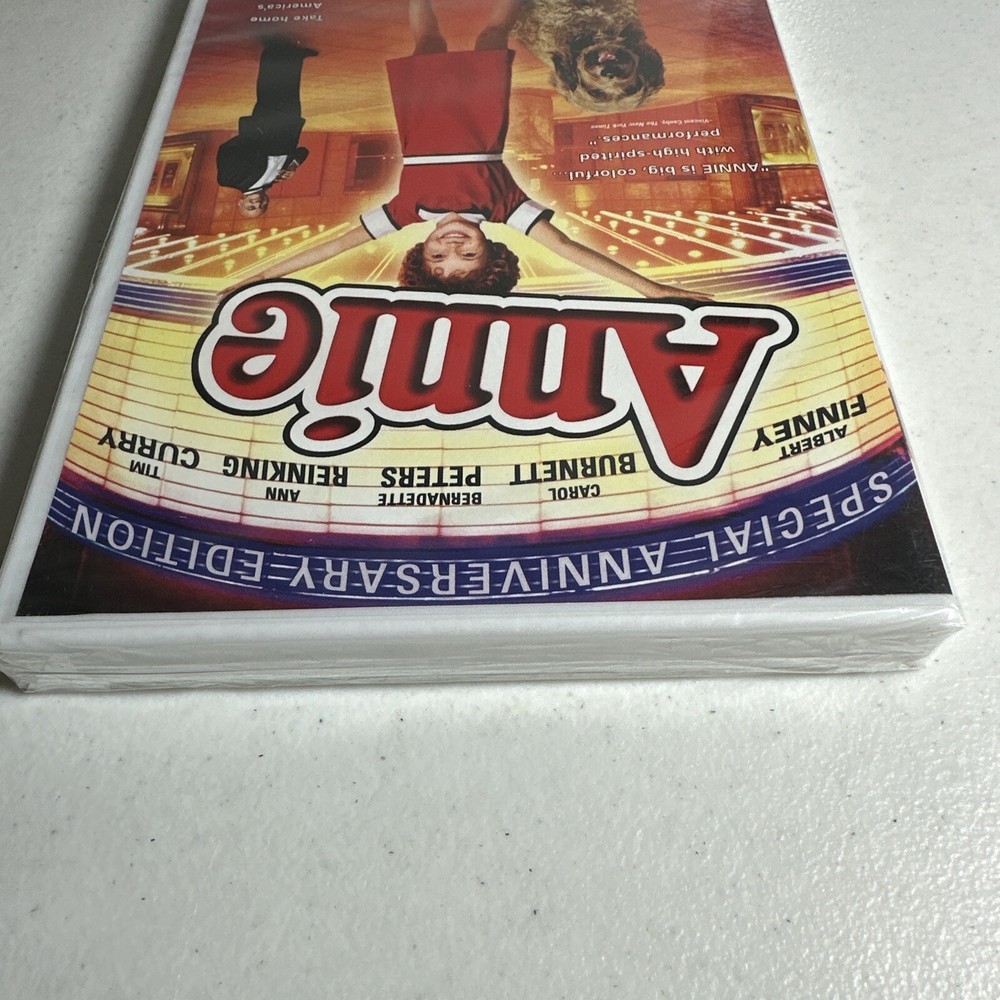 SPECIAL ANNIVERSARY EDITION
ALBERT FINNEY
CAROL BURNETT
BERNADETTE PETERS
ANN REINKING
TIM CURRY
Annie
"ANNIE is big, colorful...
with high-spirited
performances."
-Vincent Canby, The New York Times
Take home
America's